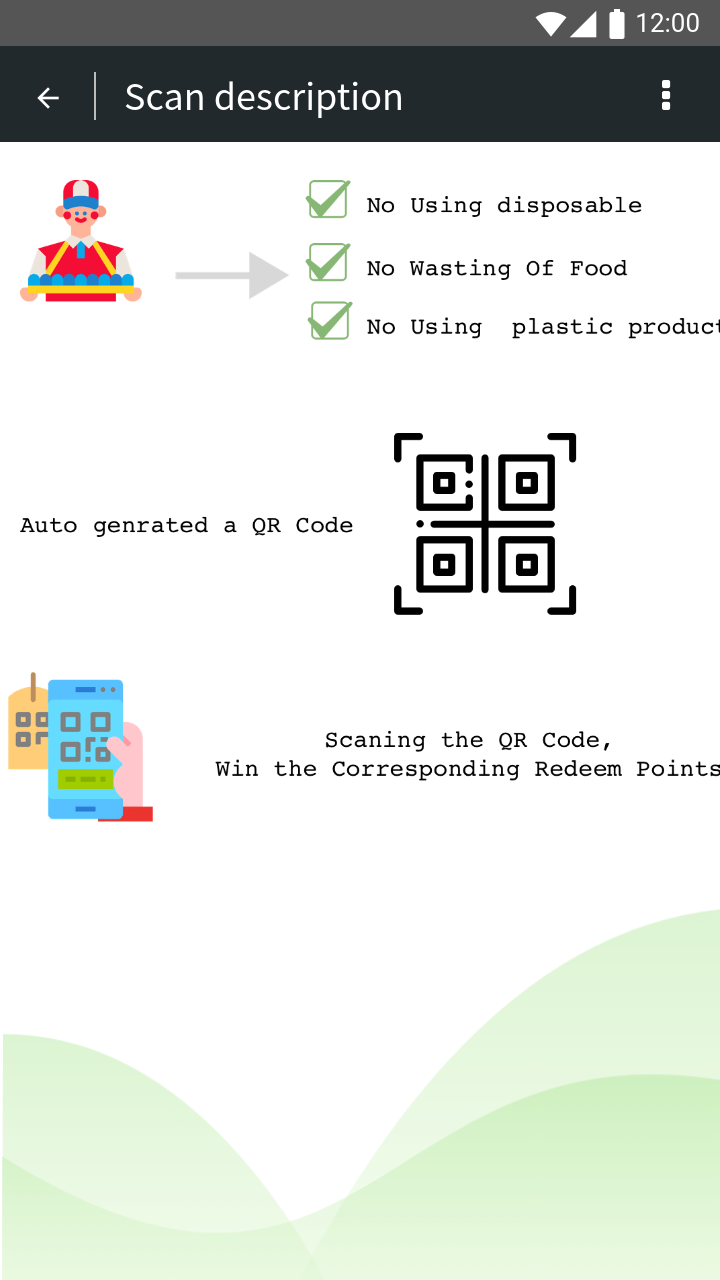 12:00
Scan description
No Using disposable
No Wasting Of Food
No Using  plastic product
Auto genrated a QR Code
Scaning the QR Code,
Win the Corresponding Redeem Points